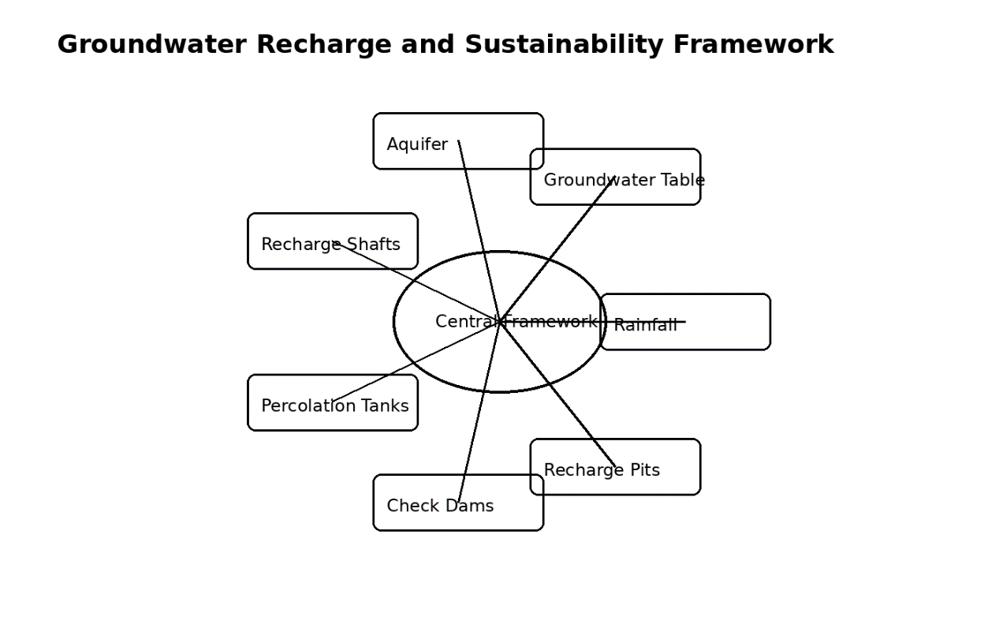 Groundwater Recharge and Sustainability Framework
Aquifer
Groundwater Table
Recharge Shafts
Central Framework
Rainfall
Percolation Tanks
Recharge Pits
Check Dams